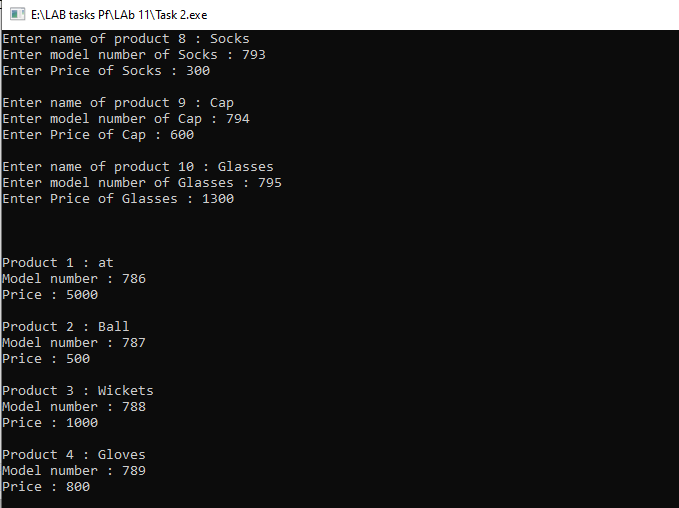 E:\LAB tasks Pf\LAb 11\Task 2.exe
Enter name of product 8 : Socks
Enter model number of Socks : 793
Enter Price of Socks : 300
Enter name of product 9 : Cap
Enter model number of Cap : 794
Enter Price of Cap : 600
Enter name of product 10 : Glasses
Enter model number of Glasses : 795
Enter Price of Glasses : 1300
Product 1 : at
Model number : 786
Price : 5000
Product 2 : Ball
Model number : 787
Price : 500
Product 3 : Wickets
Model number : 788
Price : 1000
Product 4 : Gloves
Model number : 789
Price : 800